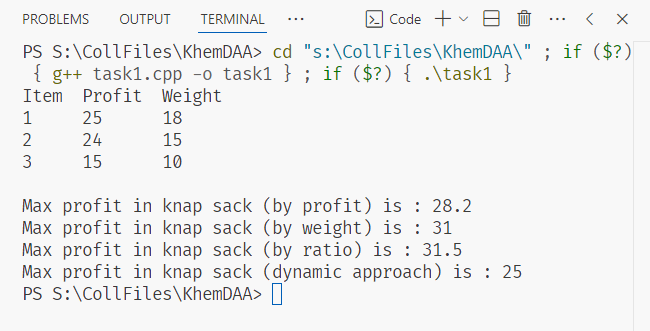 PROBLEMS OUTPUT TERMINAL ··· Code
PS S:\CollFiles\KhemDAA> cd "s:\CollFiles\KhemDAA\" ; if ($?)
{ g++ task1.cpp -o task1 } ; if ($?) { .\task1 }
Item Profit Weight
1 25 18
2 24 15
3 15 10
Max profit in knap sack (by profit) is : 28.2
Max profit in knap sack (by weight) is : 31
Max profit in knap sack (by ratio) is : 31.5
Max profit in knap sack (dynamic approach) is : 25
PS S:\CollFiles\KhemDAA>